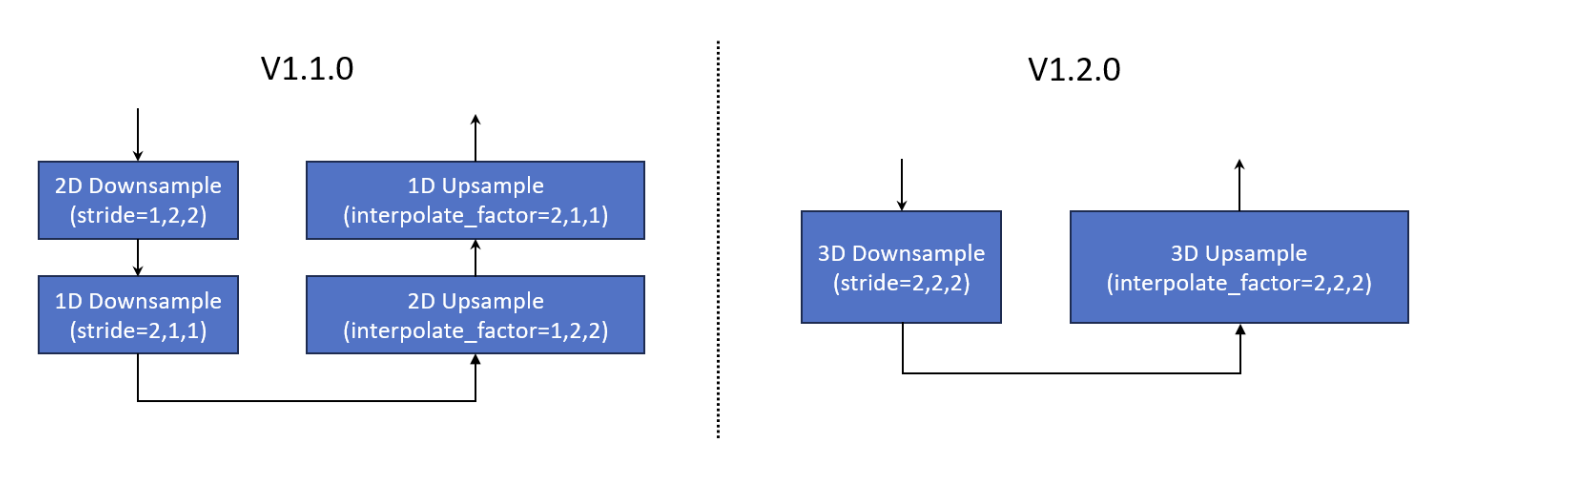 V1.1.0
2D Downsample
(stride=1,2,2)
1D Downsample
(stride=2,1,1)
1D Upsample
(interpolate_factor=2,1,1)
2D Upsample
(interpolate_factor=1,2,2)
V1.2.0
3D Downsample
(stride=2,2,2)
3D Upsample
(interpolate_factor=2,2,2)